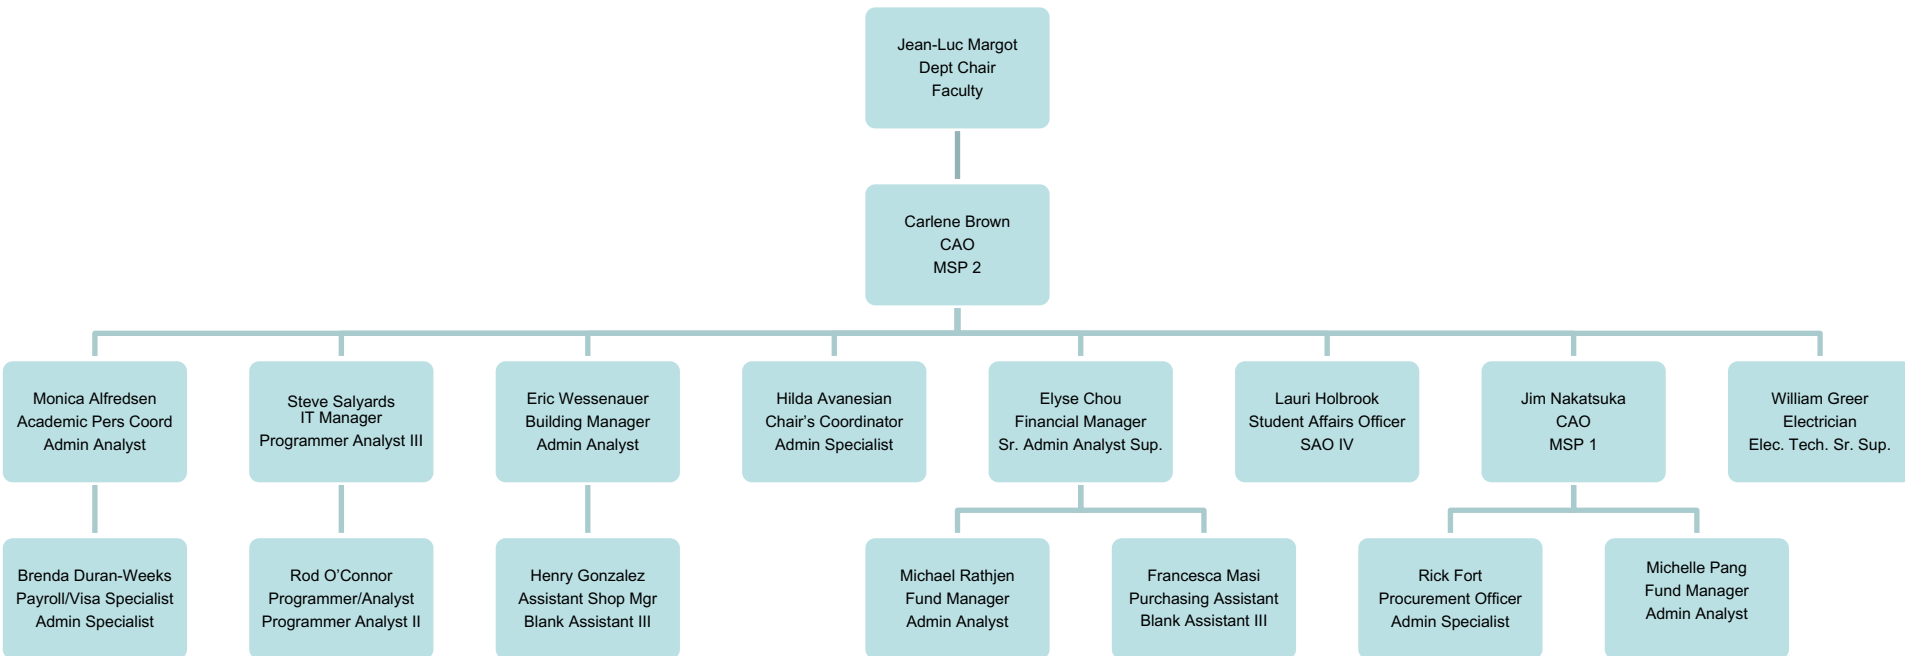 Jean-Luc Margot
Dept Chair
Faculty
Carlene Brown
CAO
MSP 2
Monica Alfredsen
Academic Pers Coord
Admin Analyst
Steve Salyards
IT Manager
Programmer Analyst III
Eric Wessenauer
Building Manager
Admin Analyst
Hilda Avanesian
Chair's Coordinator
Admin Specialist
Elyse Chou
Financial Manager
Sr. Admin Analyst Sup.
Lauri Holbrook
Student Affairs Officer
SAO IV
Jim Nakatsuka
CAO
MSP 1
William Greer
Electrician
Elec. Tech. Sr. Sup.
Brenda Duran-Weeks
Payroll/Visa Specialist
Admin Specialist
Rod O’Connor
Programmer/Analyst
Programmer Analyst II
Henry Gonzalez
Assistant Shop Mgr
Blank Assistant III
Michael Rathjen
Fund Manager
Admin Analyst
Francesca Masi
Purchasing Assistant
Blank Assistant III
Rick Fort
Procurement Officer
Admin Specialist
Michelle Pang
Fund Manager
Admin Analyst